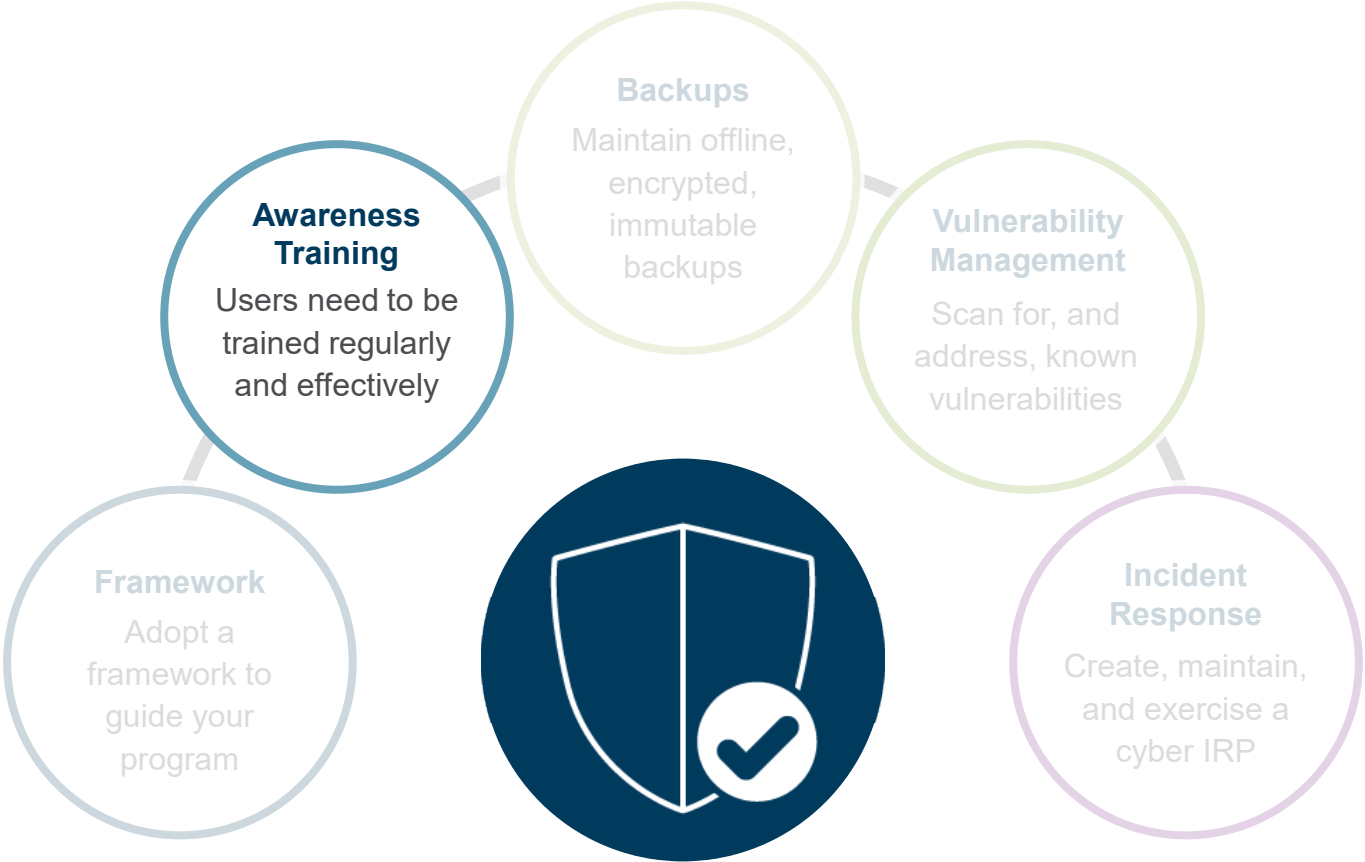 Backups
Maintain offline,
encrypted,
immutable
backups
Awareness
Training
Users need to be
trained regularly
and effectively
Vulnerability
Management
Scan for, and
address, known
vulnerabilities
Framework
Adopt a
framework to
guide your
program
Incident
Response
Create, maintain,
and exercise a
cyber IRP